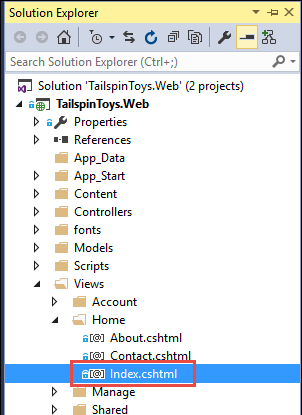 Solution Explorer
Search Solution Explorer (Ctrl+;)
Solution 'TailspinToys.Web' (2 projects)
TailspinToys.Web
Properties
References
App_Data
App_Start
Content
Controllers
fonts
Models
Scripts
Views
Account
Home
About.cshtml
Contact.cshtml
Index.cshtml
Manage
Shared